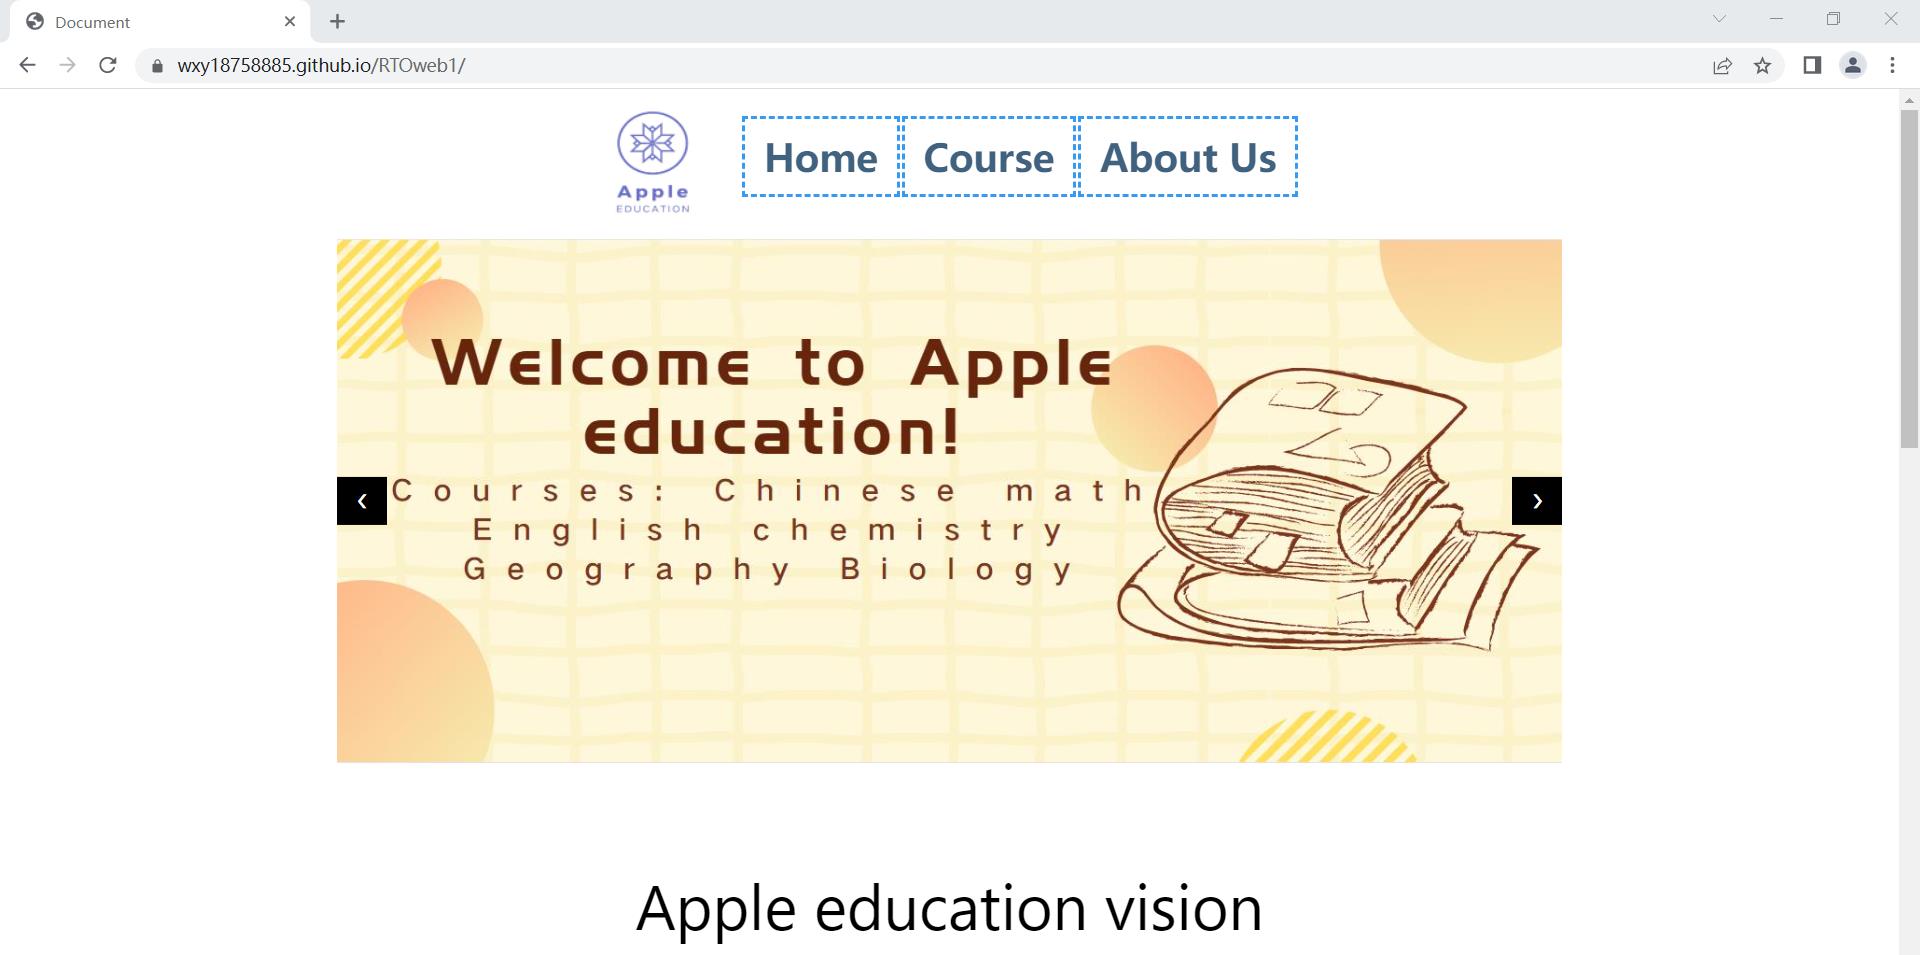 Document
wxy18758885.github.io/RTOweb1/
Apple
EDUCATION
Home
Course
About Us
Welcome to Apple
education!
Courses: Chinese math
English chemistry
Geography Biology
Apple education vision